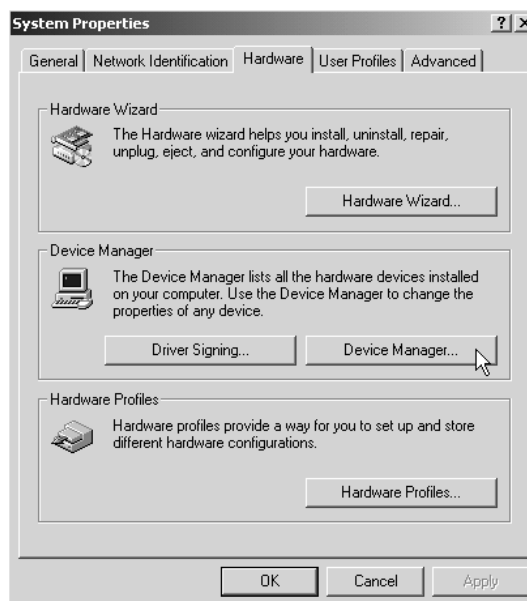 System Properties
? X
General Network Identification Hardware User Profiles Advanced
Hardware Wizard
The Hardware wizard helps you install, uninstall, repair,
unplug, eject, and configure your hardware.
Hardware Wizard...
Device Manager
The Device Manager lists all the hardware devices installed
on your computer. Use the Device Manager to change the
properties of any device.
Driver Signing... Device Manager...
Hardware Profiles
Hardware profiles provide a way for you to set up and store
different hardware configurations.
Hardware Profiles...
OK Cancel Apply